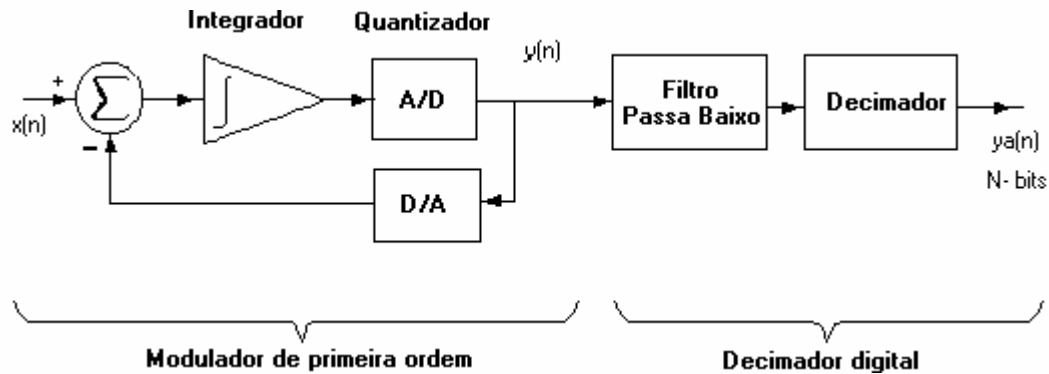 Integrador
Quantizador
y(n)
+
x(n)
−
A/D
D/A
Filtro
Passa Baixo
Decimador
ya(n)
N- bits
Modulador de primeira ordem
Decimador digital